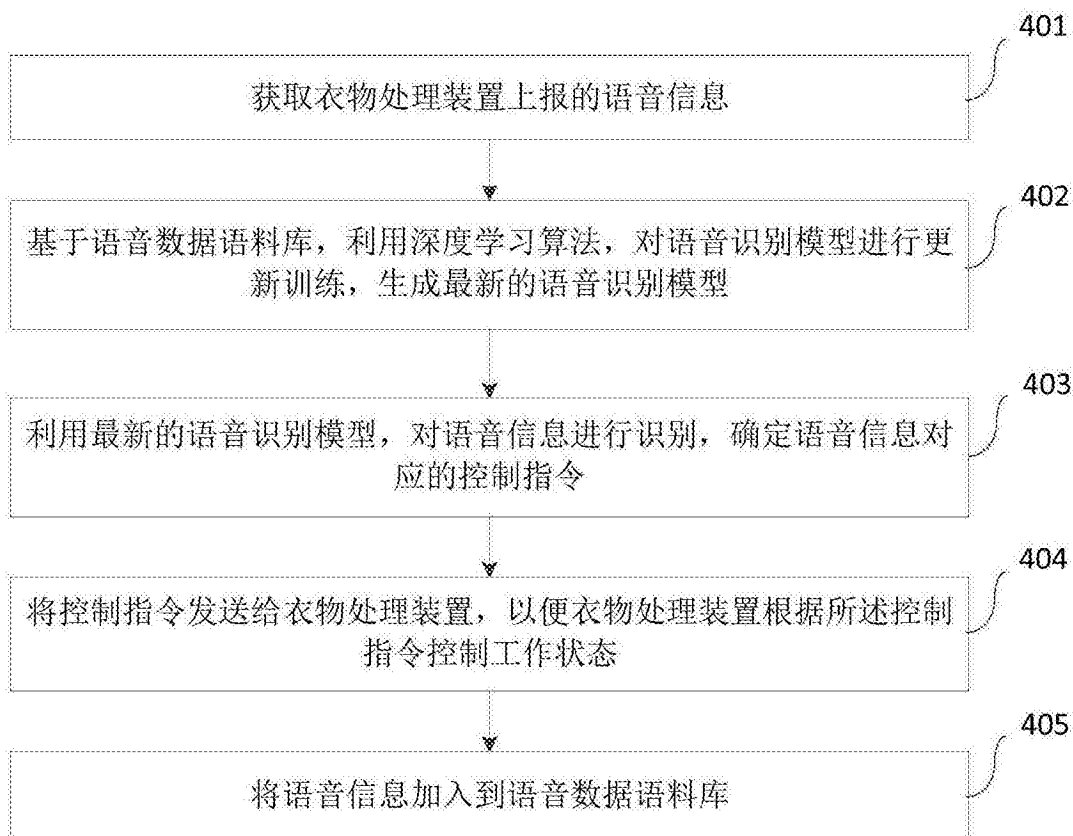 401
获取衣物处理装置上报的语音信息
402
基于语音数据语料库，利用深度学习算法，对语音识别模型进行更
新训练，生成最新的语音识别模型
403
利用最新的语音识别模型，对语音信息进行识别，确定语音信息对
应的控制指令
404
将控制指令发送给衣物处理装置，以便衣物处理装置根据所述控制
指令控制工作状态
405
将语音信息加入到语音数据语料库